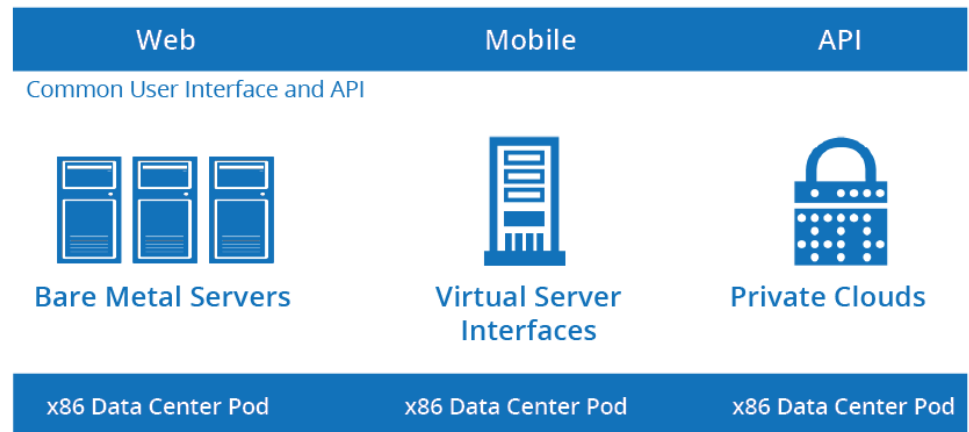 Web Mobile API
Common User Interface and API
Bare Metal Servers
Virtual Server
Interfaces
Private Clouds
x86 Data Center Pod x86 Data Center Pod x86 Data Center Pod